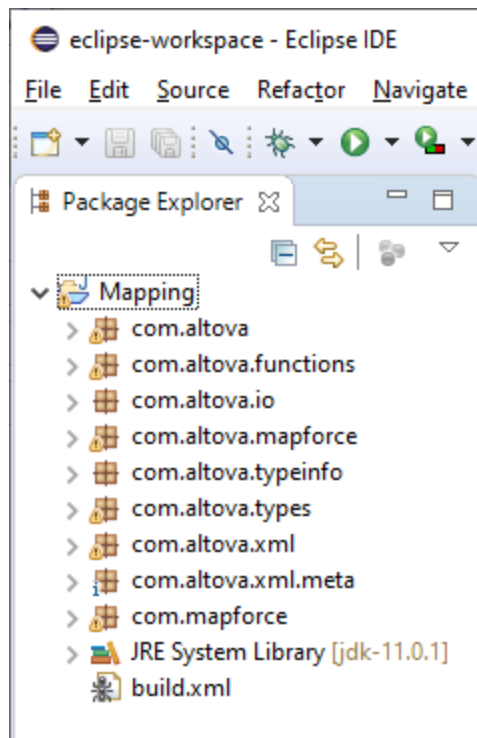 eclipse-workspace - Eclipse IDE
File Edit Source Refactor Navigate
Package Explorer
Mapping
com.altova
com.altova.functions
com.altova.io
com.altova.mapforce
com.altova.typeinfo
com.altova.types
com.altova.xml
com.altova.xml.meta
com.mapforce
JRE System Library [jdk-11.0.1]
build.xml